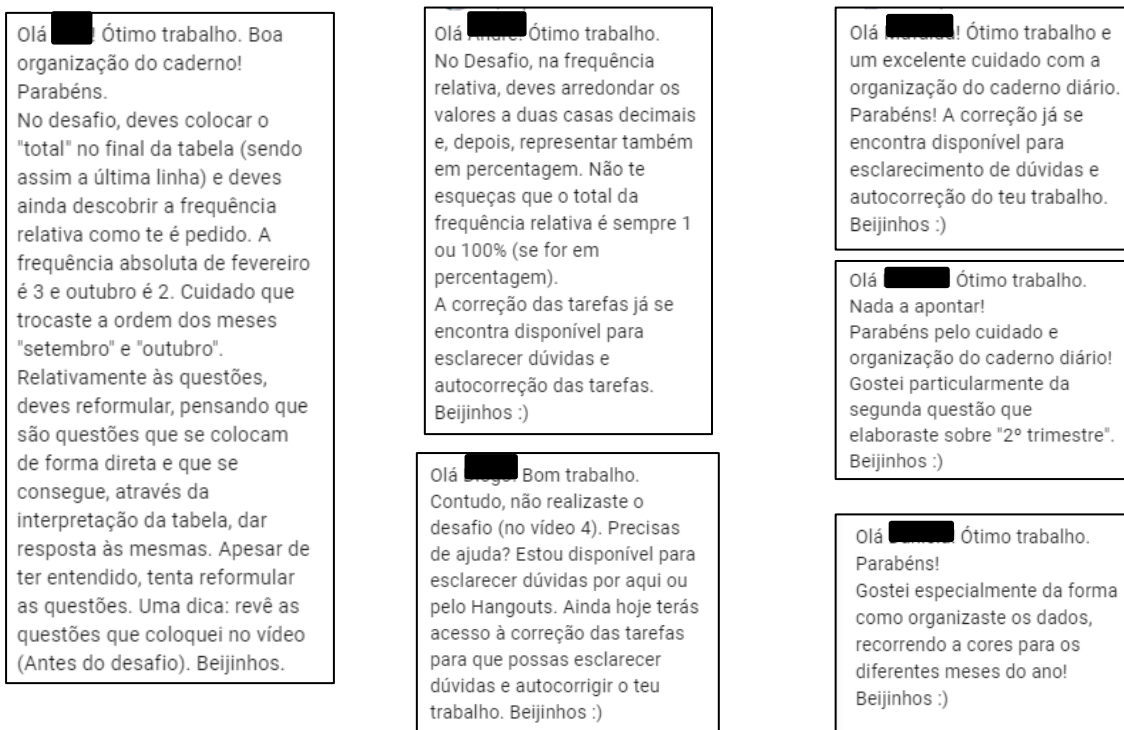 Olá ! Ótimo trabalho. Boa
organização do caderno!
Parabéns.
No desafio, deves colocar o
"total" no final da tabela (sendo
assim a última linha) e deves
ainda descobrir a frequência
relativa como te é pedido. A
frequência absoluta de fevereiro
é 3 e outubro é 2. Cuidado que
trocaste a ordem dos meses
"setembro" e "outubro".
Relativamente às questões,
deves reformular, pensando que
são questões que se colocam
de forma direta e que se
consegue, através da
interpretação da tabela, dar
resposta às mesmas. Apesar de
ter entendido, tenta reformular
as questões. Uma dica: revê as
questões que coloquei no vídeo
(Antes do desafio). Beijinhos.
Olá Ótimo trabalho.
No Desafio, na frequência
relativa, deves arredondar os
valores a duas casas decimais
e, depois, representar também
em percentagem. Não te
esqueças que o total da
frequência relativa é sempre 1
ou 100% (se for em
percentagem).
A correção das tarefas já se
encontra disponível para
esclarecer dúvidas e
autocorreção das tarefas.
Beijinhos :)
Olá Bom trabalho.
Contudo, não realizaste o
desafio (no vídeo 4). Precisas
de ajuda? Estou disponível para
esclarecer dúvidas por aqui ou
pelo Hangouts. Ainda hoje terás
acesso à correção das tarefas
para que possas esclarecer
dúvidas e autocorrigir o teu
trabalho. Beijinhos :)
Olá ! Ótimo trabalho e
um excelente cuidado com a
organização do caderno diário.
Parabéns! A correção já se
encontra disponível para
esclarecimento de dúvidas e
autocorreção do teu trabalho.
Beijinhos :)
Olá Ótimo trabalho.
Nada a apontar!
Parabéns pelo cuidado e
organização do caderno diário!
Gostei particularmente da
segunda questão que
elaboraste sobre "2º trimestre".
Beijinhos :)
Olá Ótimo trabalho.
Parabéns!
Gostei especialmente da forma
como organizaste os dados,
recorrendo a cores para os
diferentes meses do ano!
Beijinhos :)